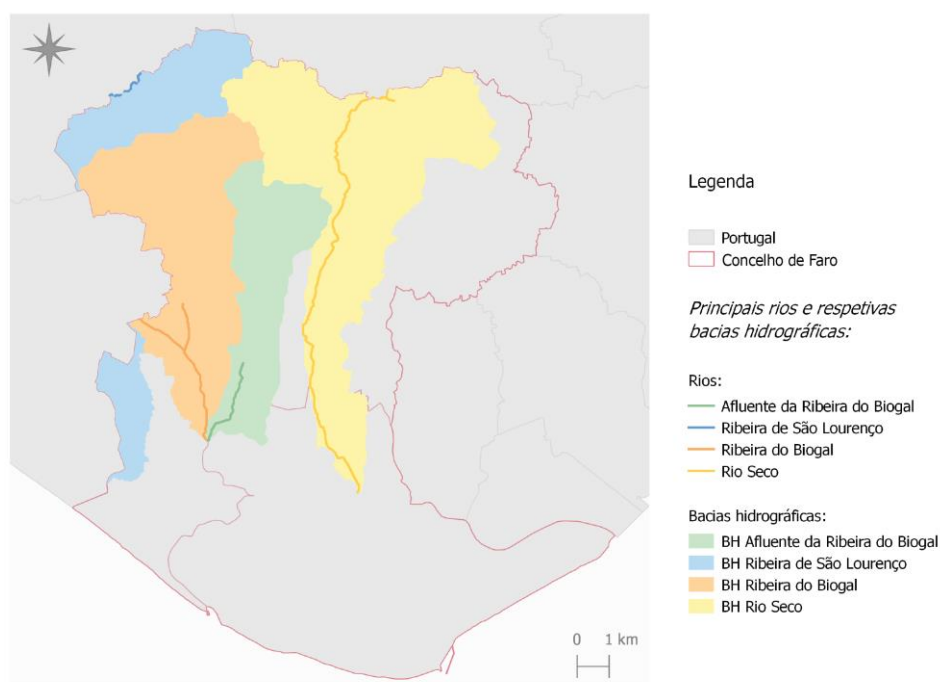 Legenda
Portugal
Concelho de Faro
Principais rios e respetivas
bacias hidrográficas:
Rios:
Afluente da Ribeira do Biogal
Ribeira de São Lourenço
Ribeira do Biogal
Rio Seco
Bacias hidrográficas:
BH Afluente da Ribeira do Biogal
BH Ribeira de São Lourenço
BH Ribeira do Biogal
BH Rio Seco
0 1 km